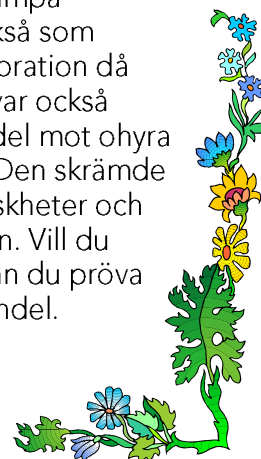 kså som
oration då
var också
del mot ohyra
Den skrämde
skheter och
n. Vill du
an du pröva
ndel.